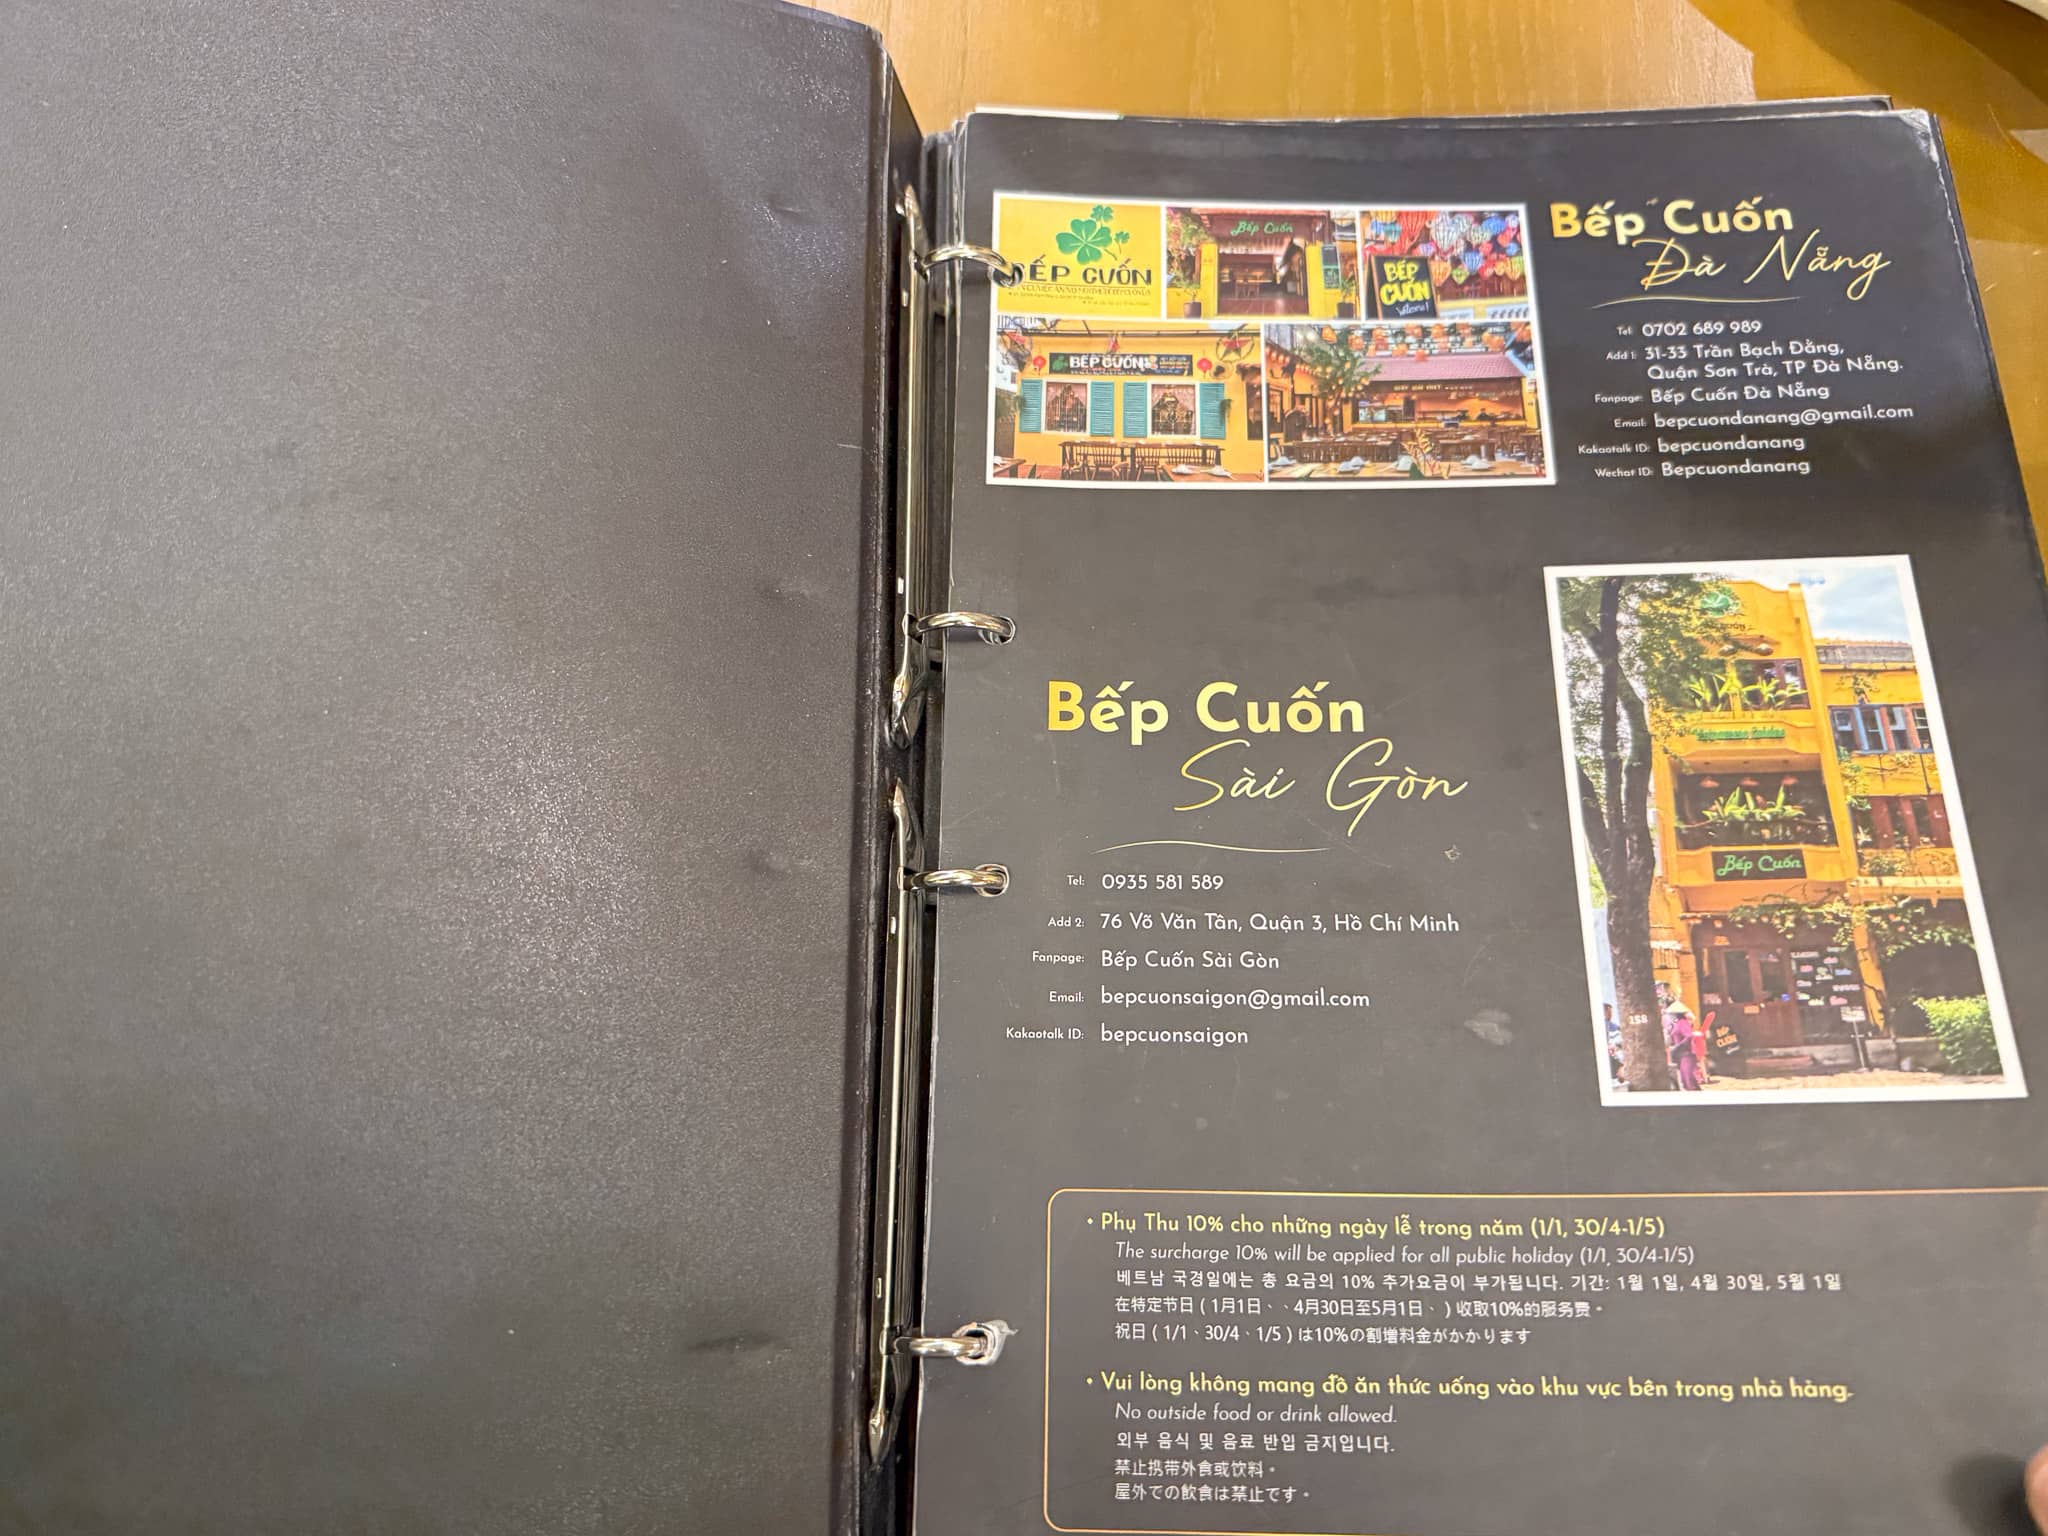 BẾP CUỐN
Bếp Cuốn
BẾP
CUỐN
Welcome!
BẾP CUỐN
Bếp Cuốn
Đà Nẵng
Tel: 0702 689 989
Add 1: 31-33 Trần Bạch Đằng,
Quận Sơn Trà, TP Đà Nẵng.
Fanpage: Bếp Cuốn Đà Nẵng
Email: bepcuondanang@gmail.com
Kakaotalk ID: bepcuondanang
Wechat ID: Bepcuondanang
Bếp Cuốn
Sài Gòn
Tel: 0935 581 589
Add 2: 76 Võ Văn Tân, Quận 3, Hồ Chí Minh
Fanpage: Bếp Cuốn Sài Gòn
Email: bepcuonsaigon@gmail.com
Kakaotalk ID: bepcuonsaigon
Bếp Cuốn
158
BẾP
CUỐN
• Phụ Thu 10% cho những ngày lễ trong năm (1/1, 30/4-1/5)
The surcharge 10% will be applied for all public holiday (1/1, 30/4-1/5)
베트남 국경일에는 총 요금의 10% 추가요금이 부가됩니다. 기간: 1월 1일, 4월 30일, 5월 1일
在特定节日 ( 1月1日、、4月30日至5月1日、 ) 收取10%的服务费。
祝日 ( 1/1、30/4、1/5 ) は10%の割増料金がかかります
• Vui lòng không mang đồ ăn thức uống vào khu vực bên trong nhà hàng.
No outside food or drink allowed.
외부 음식 및 음료 반입 금지입니다.
禁止携带外食或饮料。
屋外での飲食は禁止です。